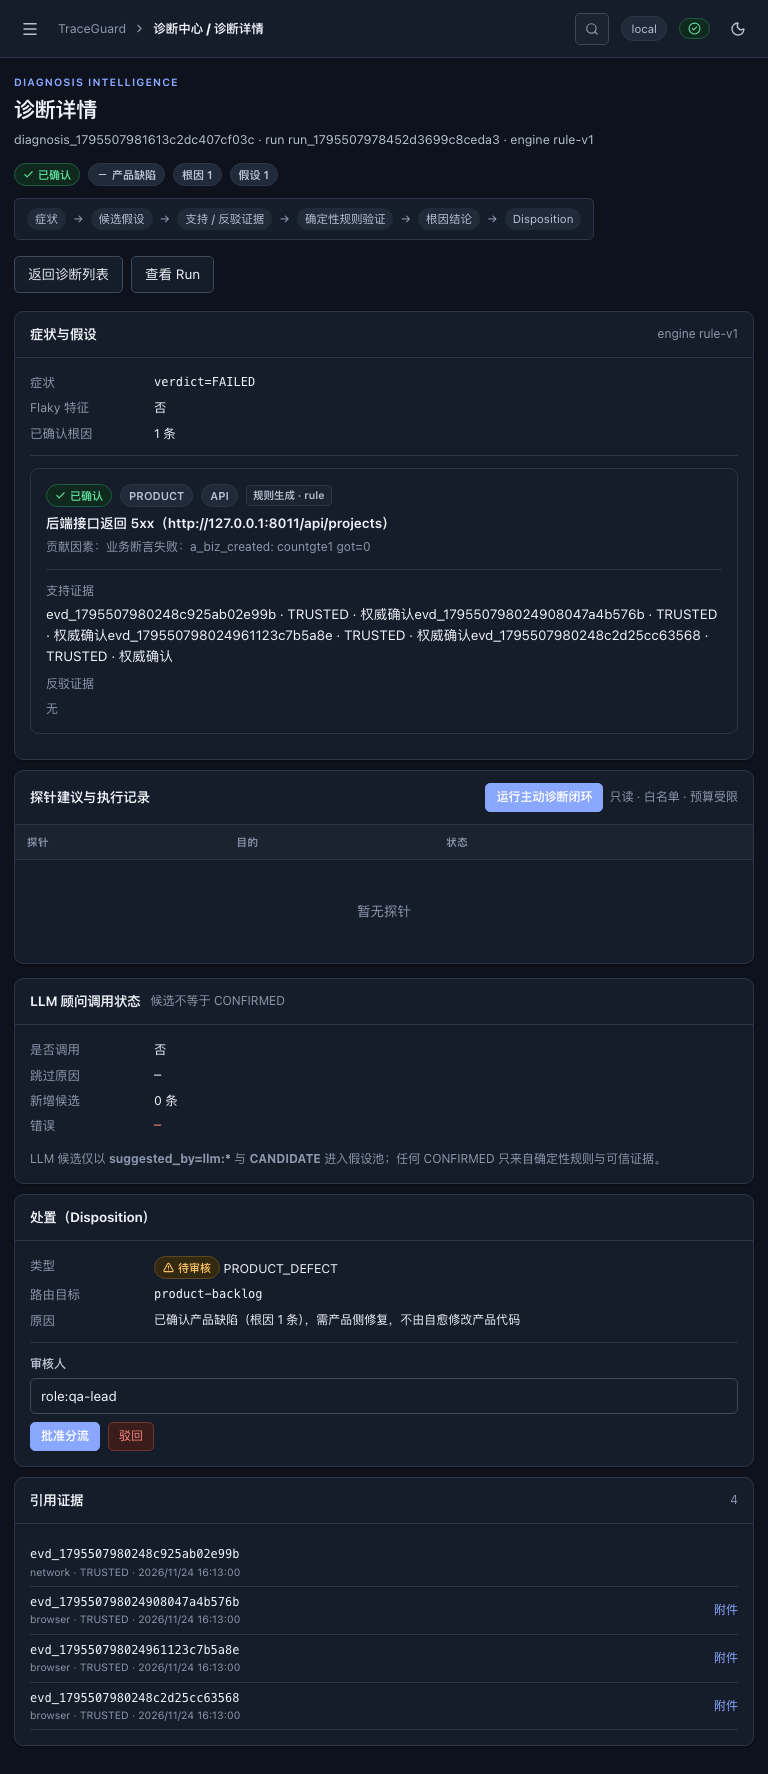 TraceGuard > 诊断中心 / 诊断详情
local
DIAGNOSIS INTELLIGENCE
诊断详情
diagnosis_1795507981613c2dc407cf03c · run run_1795507978452d3699c8ceda3 · engine rule-v1
已确认 — 产品缺陷 根因 1 假设 1
症状 → 候选假设 → 支持 / 反驳证据 → 确定性规则验证 → 根因结论 → Disposition
返回诊断列表 查看 Run
症状与假设 engine rule-v1
症状 verdict=FAILED
Flaky 特征 否
已确认根因 1 条
已确认 PRODUCT API 规则生成 · rule
后端接口返回 5xx（http://127.0.0.1:8011/api/projects）
贡献因素：业务断言失败：a_biz_created: countgte1 got=0
支持证据
evd_1795507980248c925ab02e99b · TRUSTED · 权威确认evd_179550798024908047a4b576b · TRUSTED
· 权威确认evd_179550798024961123c7b5a8e · TRUSTED · 权威确认evd_1795507980248c2d25cc63568 ·
TRUSTED · 权威确认
反驳证据
无
探针建议与执行记录 运行主动诊断闭环 只读 · 白名单 · 预算受限
探针 目的 状态
暂无探针
LLM 顾问调用状态 候选不等于 CONFIRMED
是否调用 否
跳过原因 —
新增候选 0 条
错误 —
LLM 候选仅以 suggested_by=llm:* 与 CANDIDATE 进入假设池；任何 CONFIRMED 只来自确定性规则与可信证据。
处置（Disposition）
类型 待审核 PRODUCT_DEFECT
路由目标 product-backlog
原因 已确认产品缺陷（根因 1 条），需产品侧修复，不由自愈修改产品代码
审核人
role:qa-lead
批准分流 驳回
引用证据 4
evd_1795507980248c925ab02e99b
network · TRUSTED · 2026/11/24 16:13:00
evd_179550798024908047a4b576b
browser · TRUSTED · 2026/11/24 16:13:00 附件
evd_179550798024961123c7b5a8e
browser · TRUSTED · 2026/11/24 16:13:00 附件
evd_1795507980248c2d25cc63568
browser · TRUSTED · 2026/11/24 16:13:00 附件